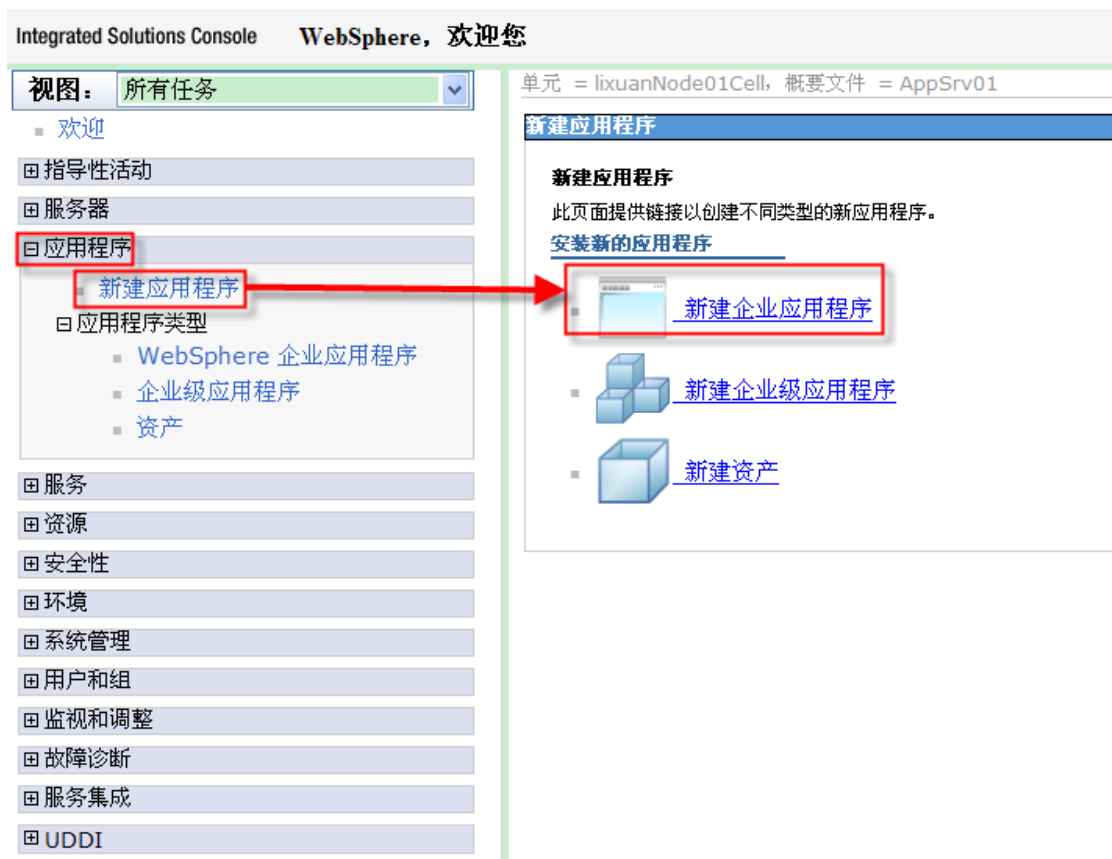 Integrated Solutions Console WebSphere，欢迎您
视图： 所有任务
欢迎
指导性活动
服务器
应用程序
新建应用程序
应用程序类型
WebSphere 企业应用程序
企业级应用程序
资产
服务
资源
安全性
环境
系统管理
用户和组
监视和调整
故障诊断
服务集成
UDDI
单元 = lixuanNode01Cell，概要文件 = AppSrv01
新建应用程序
新建应用程序
此页面提供链接以创建不同类型的新应用程序。
安装新的应用程序
新建企业应用程序
新建企业级应用程序
新建资产